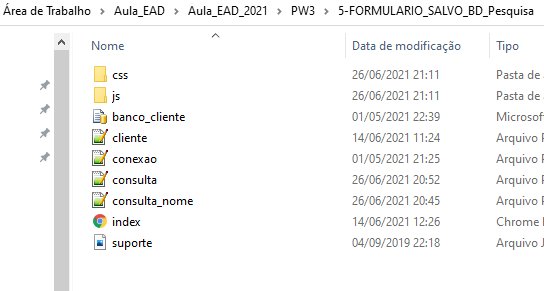 Área de Trabalho > Aula_EAD > Aula_EAD_2021 > PW3 > 5-FORMULARIO_SALVO_BD_Pesquisa
Nome Data de modificação Tipo
css 26/06/2021 21:11 Pasta de
js 26/06/2021 21:11 Pasta de
banco_cliente 01/05/2021 22:39 Microsof
cliente 14/06/2021 11:24 Arquivo
conexao 01/05/2021 21:25 Arquivo
consulta 26/06/2021 20:52 Arquivo
consulta_nome 26/06/2021 20:45 Arquivo
index 14/06/2021 12:26 Chrome
suporte 04/09/2019 22:18 Arquivo J